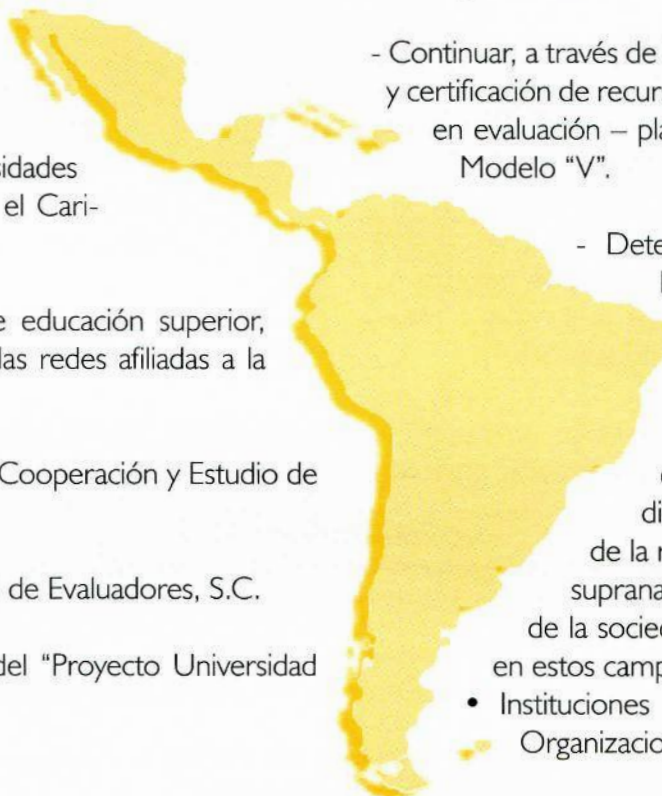 sidades
el Cari-
e educación superior,
las redes afiliadas a la
Cooperación y Estudio de
de Evaluadores, S.C.
del “Proyecto Universidad
- Continuar, a través de
y certificación de recur
en evaluación – pla
Modelo “V”.
- Dete
di
de la r
suprana
de la socied
en estos camp
• Instituciones
Organizacio